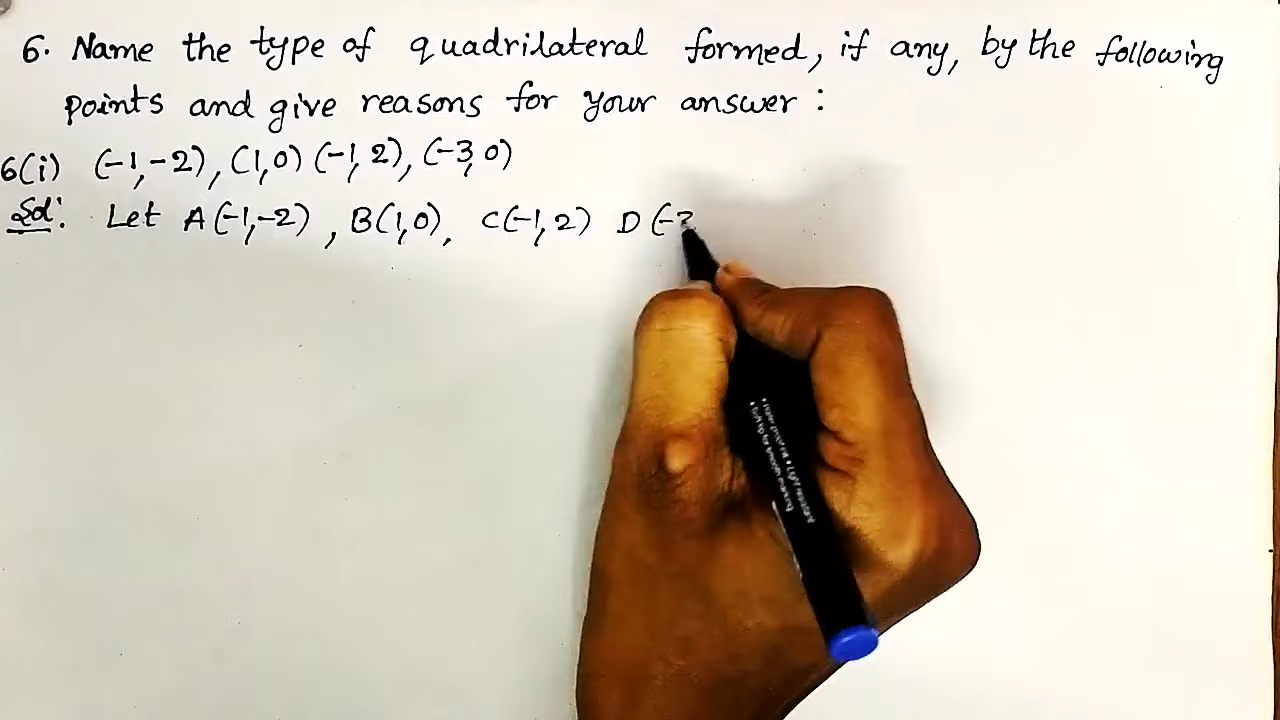 6. Name the type of quadrilateral formed, if any, by the following
points and give reasons for your answer :
6(i) (-1,-2), (1,0) (-1,2), (-3,0)
Sol: Let A(-1,-2) , B(1,0), C(-1,2) D(-3